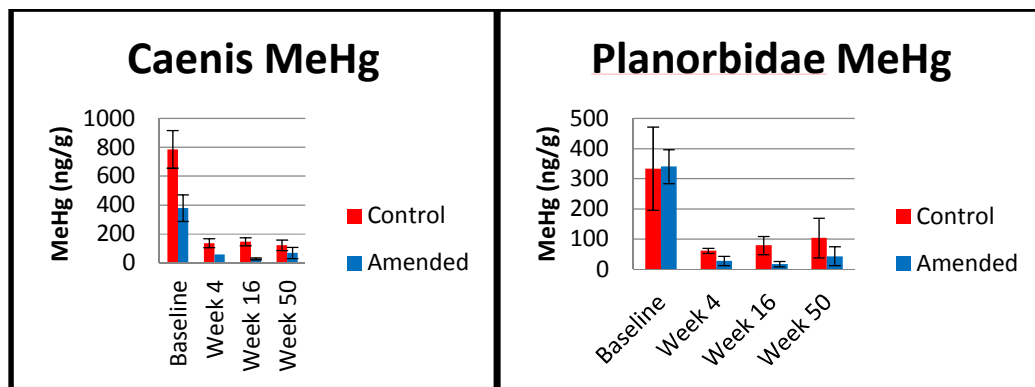 Caenis MeHg
MeHg (ng/g)
1000
800
600
400
200
0
Baseline
Week 4
Week 16
Week 50
Control
Amended
Planorbidae MeHg
MeHg (ng/g)
500
400
300
200
100
0
Baseline
Week 4
Week 16
Week 50
Control
Amended